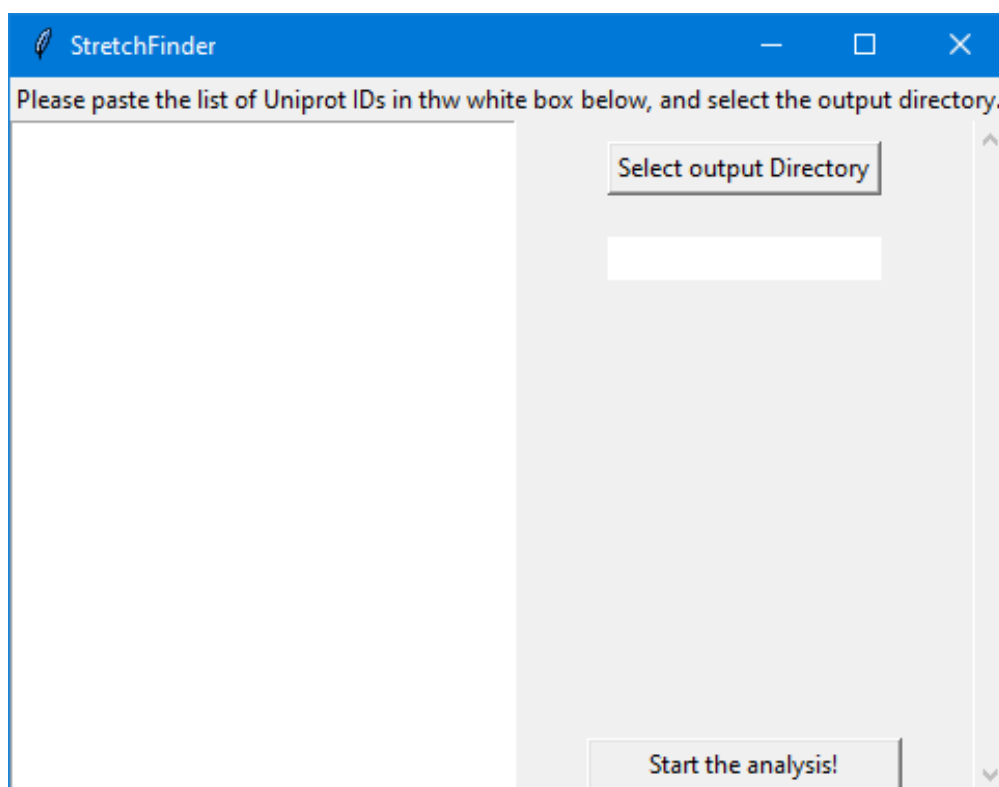 StretchFinder
Please paste the list of Uniprot IDs in thw white box below, and select the output directory.
Select output Directory
Start the analysis!